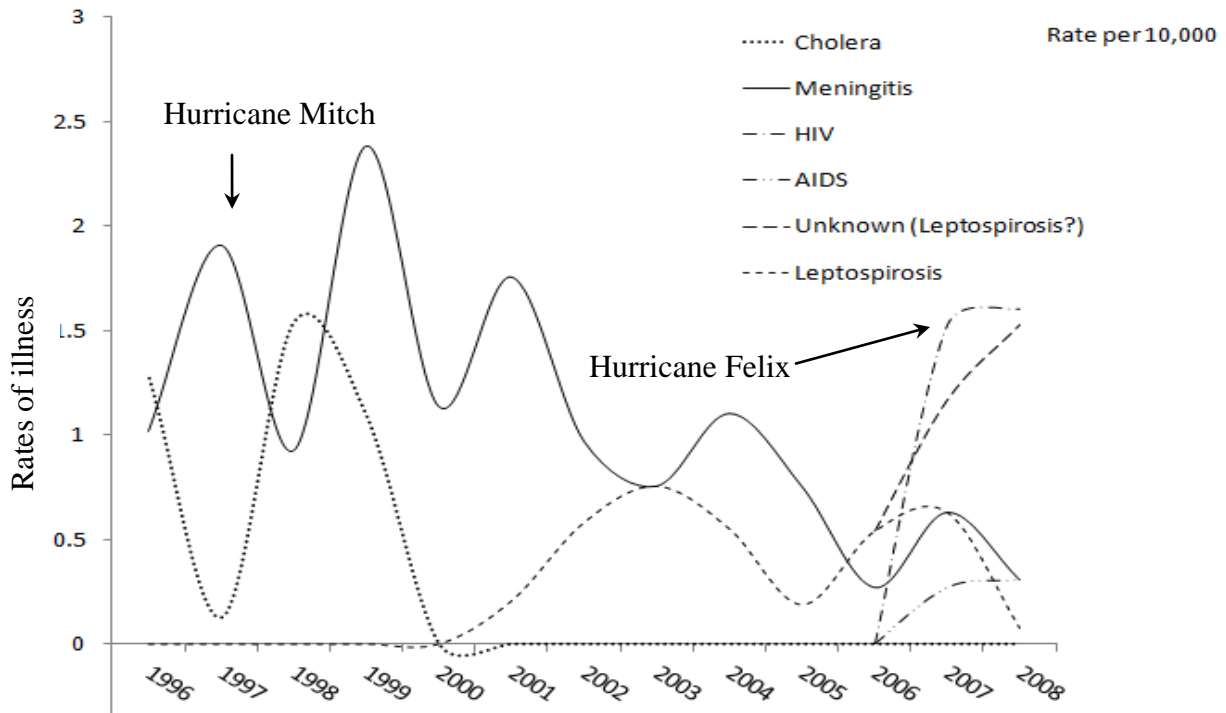 3
Rate per 10,000
Cholera
Meningitis
HIV
AIDS
Unknown (Leptospirosis?)
Leptospirosis
2.5
Hurricane Mitch
2
1.5
Hurricane Felix
1
0.5
0
Rates of illness
1996
1997
1998
1999
2000
2001
2002
2003
2004
2005
2006
2007
2008